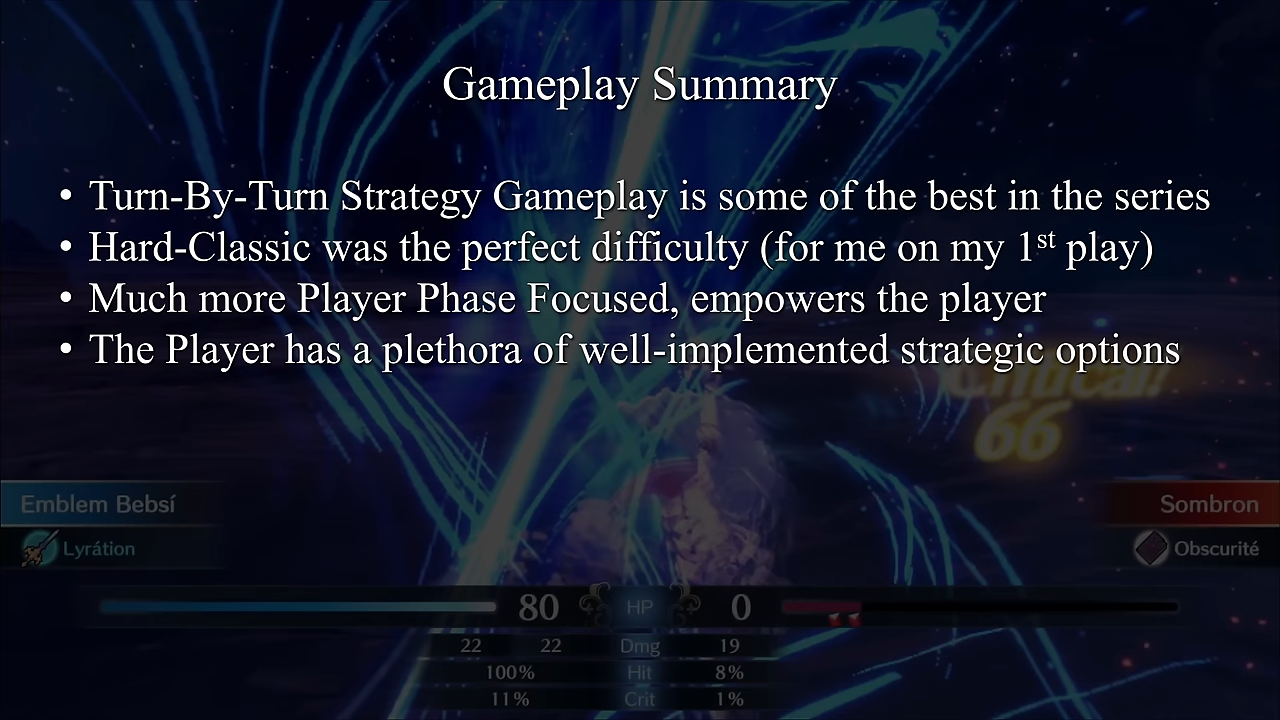 Gameplay Summary
• Turn-By-Turn Strategy Gameplay is some of the best in the series
• Hard-Classic was the perfect difficulty (for me on my 1st play)
• Much more Player Phase Focused, empowers the player
• The Player has a plethora of well-implemented strategic options
Critical!
66
Emblem Bebsí
Sombron
Lyrátion
Obscurité
80 HP 0
22 22 Dmg 19
100% Hit 8%
11% Crit 1%